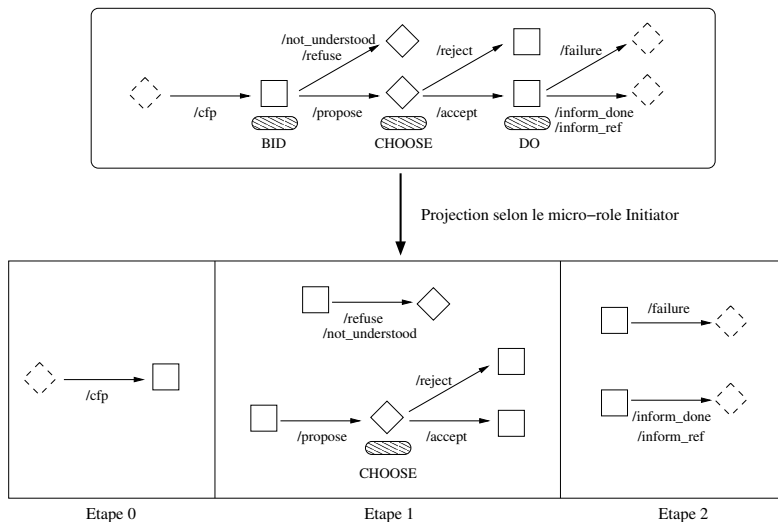 /not_understood
/refuse
/reject
/failure
/cfp
/propose
/accept
/inform_done
/inform_ref
BID
CHOOSE
DO
Projection selon le micro-role Initiator
/refuse
/not_understood
/failure
/cfp
/reject
/propose
/accept
/inform_done
/inform_ref
CHOOSE
Etape 0
Etape 1
Etape 2